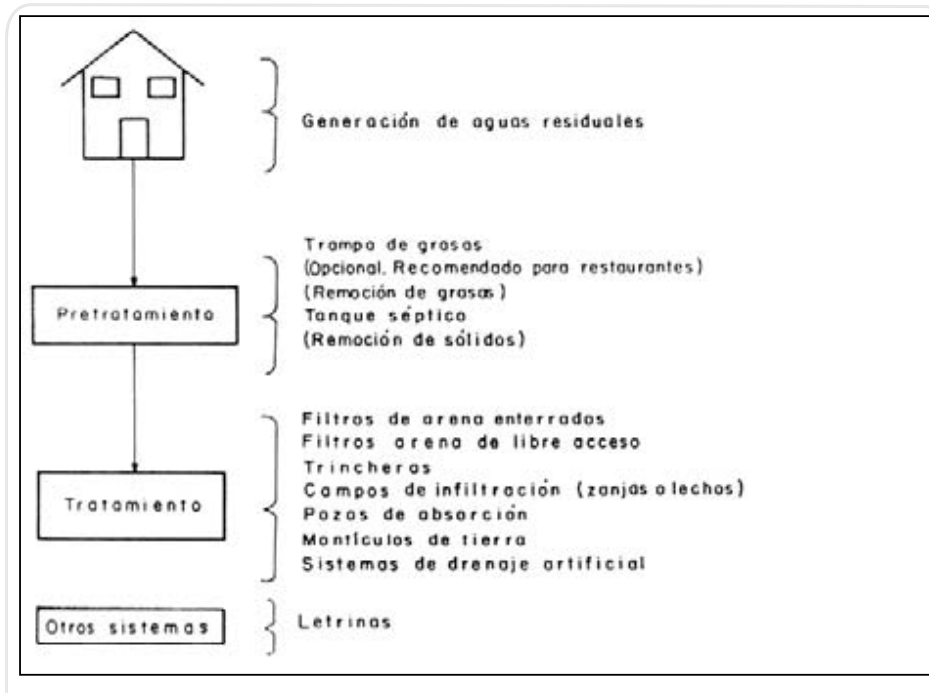 Generación de aguas residuales
Trampa de grasas
(Opcional. Recomendado para restaurantes)
(Remoción de grasas)
Pretratamiento
Tanque séptico
(Remoción de sólidos)
Filtros de arena enterrados
Filtros arena de libre acceso
Trincheras
Campos de infiltración (zanjas o lechos)
Tratamiento
Pozos de absorción
Montículos de tierra
Sistemas de drenaje artificial
Otros sistemas
Letrinas